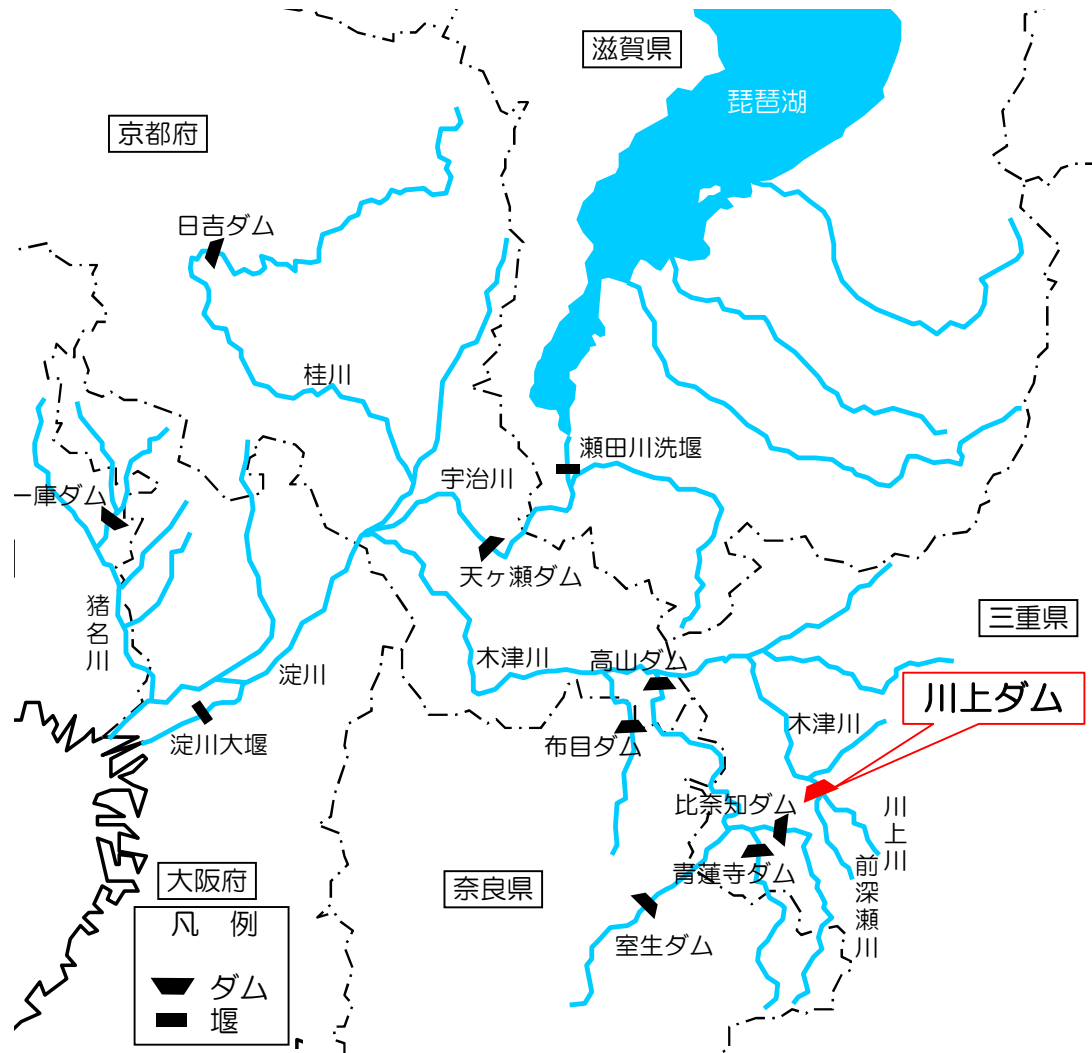 滋賀県
琵琶湖
京都府
日吉ダム
桂川
瀬田川洗堰
宇治川
一庫ダム
天ヶ瀬ダム
猪名川
三重県
木津川
高山ダム
淀川
川上ダム
木津川
淀川大堰
布目ダム
比奈知ダム
川上川
前深瀬川
青蓮寺ダム
大阪府
奈良県
凡 例
室生ダム
ダム
堰